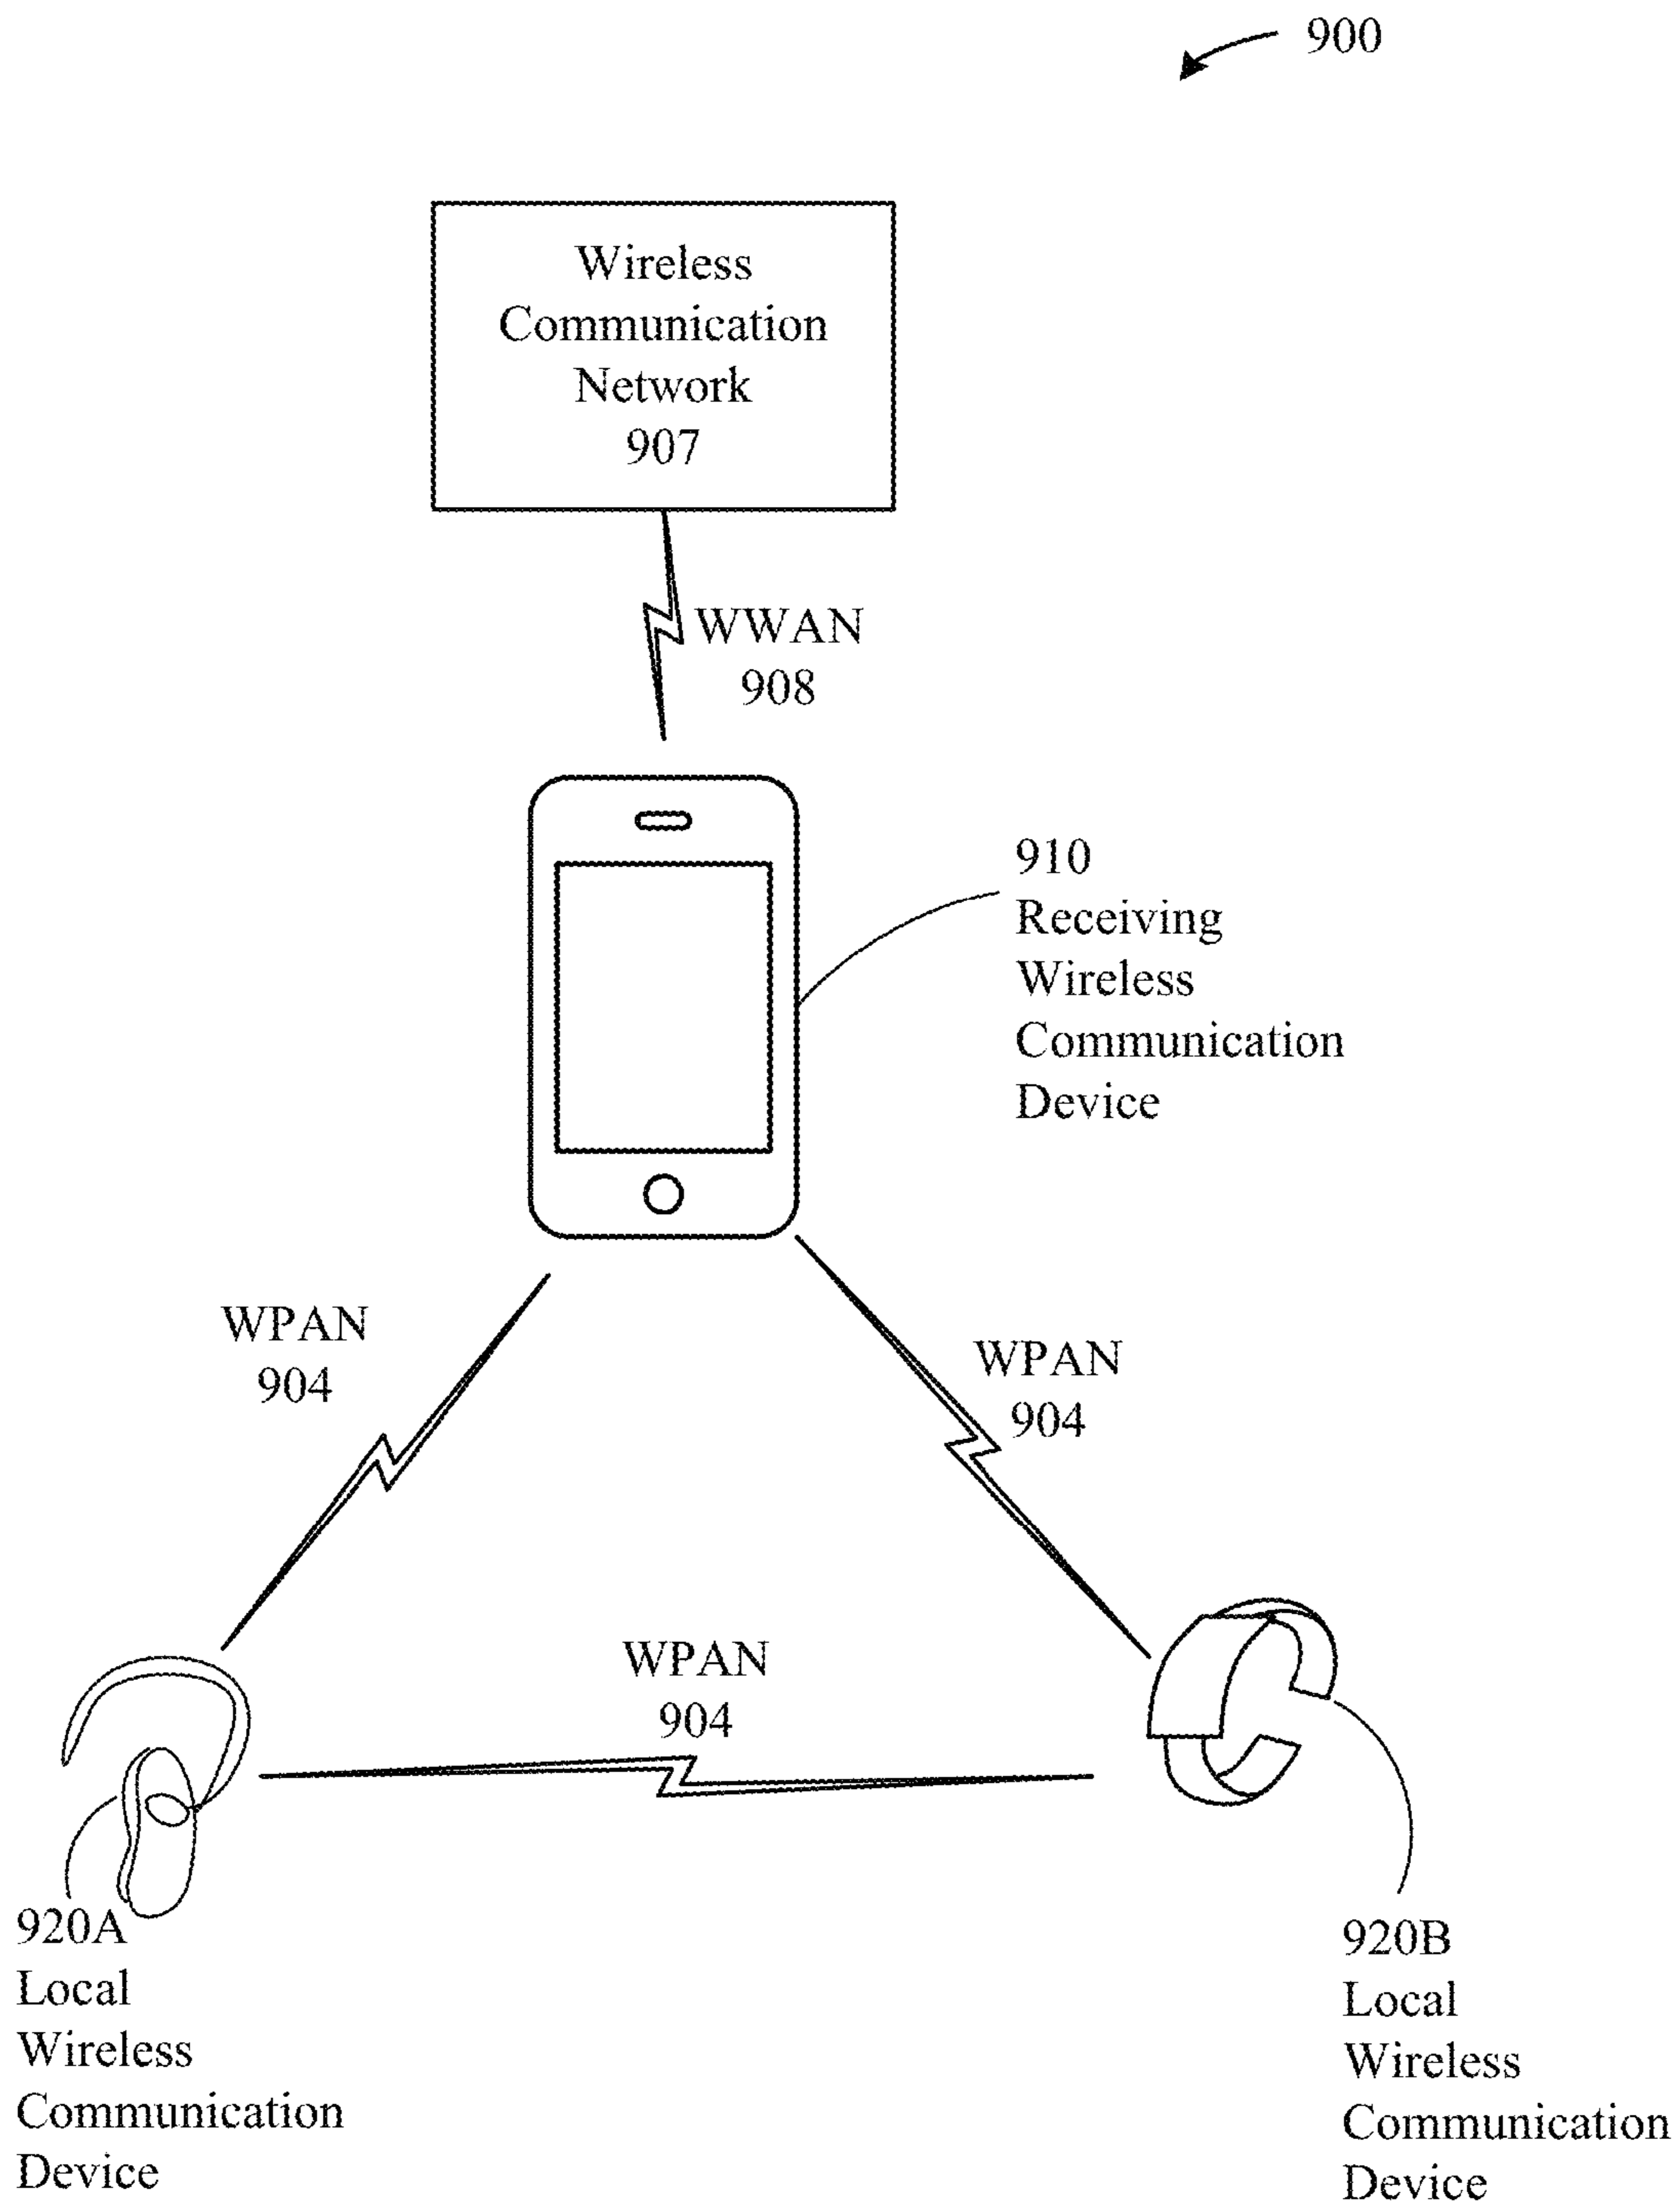 900
Wireless
Communication
Network
907
WWAN
908
910
Receiving
Wireless
Communication
Device
WPAN
904
WPAN
904
WPAN
904
920A
Local
Wireless
Communication
Device
920B
Local
Wireless
Communication
Device